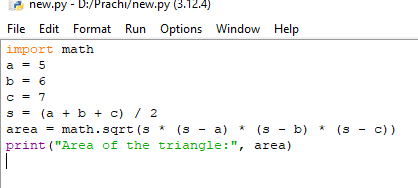 new.py - D:/Prachi/new.py (3.12.4)
File Edit Format Run Options Window Help
import math
a = 5
b = 6
c = 7
s = (a + b + c) / 2
area = math.sqrt(s * (s - a) * (s - b) * (s - c))
print("Area of the triangle:", area)